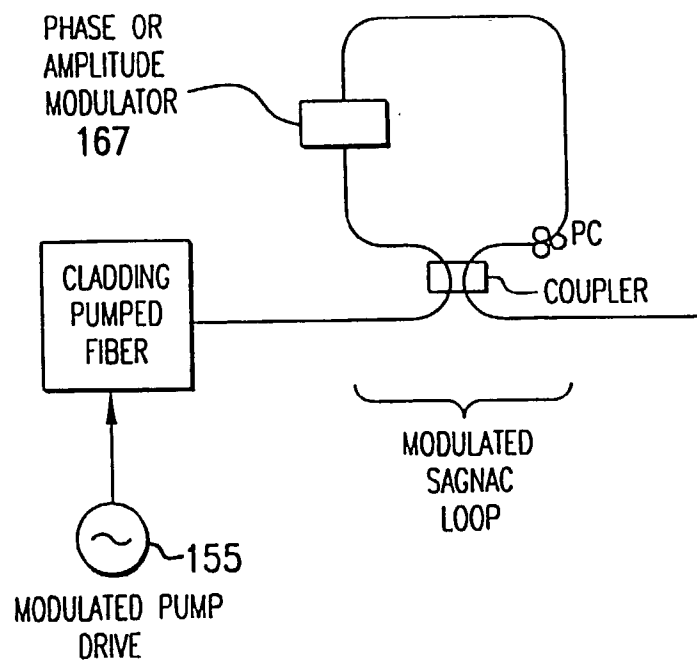 PHASE OR
AMPLITUDE
MODULATOR
167
PC
COUPLER
CLADDING
PUMPED
FIBER
MODULATED
SAGNAC
LOOP
155
MODULATED PUMP
DRIVE